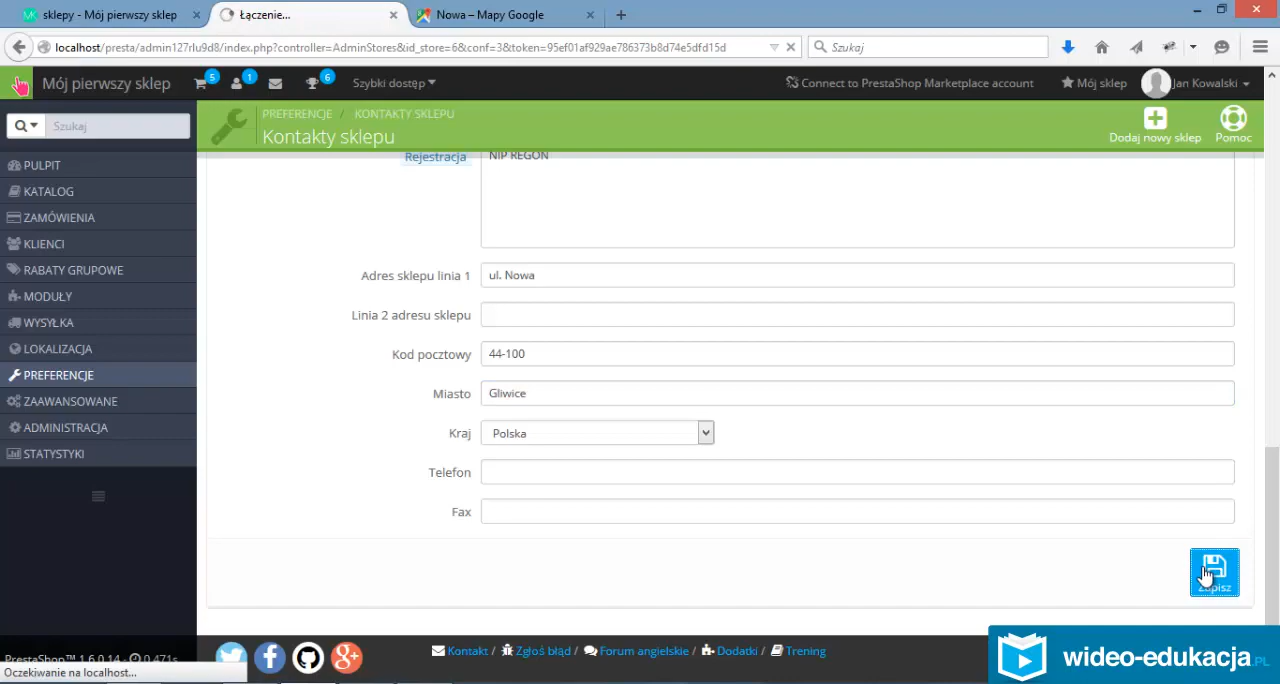 sklepy - Mój pierwszy sklep
Łączenie...
Nowa – Mapy Google
localhost/presta/admin127rlu9d8/index.php?controller=AdminStores&id_store=6&conf=3&token=95ef01af929ae786373b8d74e5dfd15d
Szukaj
Mój pierwszy sklep
5
1
6
Szybki dostęp
Connect to PrestaShop Marketplace account
Mój sklep
Jan Kowalski
Szukaj
PREFERENCJE / KONTAKTY SKLEPU
Kontakty sklepu
Dodaj nowy sklep
Pomoc
PULPIT
KATALOG
ZAMÓWIENIA
KLIENCI
RABATY GRUPOWE
MODUŁY
WYSYŁKA
LOKALIZACJA
PREFERENCJE
ZAAWANSOWANE
ADMINISTRACJA
STATYSTYKI
Rejestracja
NIP REGON
Adres sklepu linia 1
ul. Nowa
Linia 2 adresu sklepu
Kod pocztowy
44-100
Miasto
Gliwice
Kraj
Polska
Telefon
Fax
Zapisz
PrestaShop™ 1.6.0.14 - 0.471s
Kontakt / Zgłoś błąd / Forum angielskie / Dodatki / Trening
Oczekiwanie na localhost...
wideo-edukacja.PL